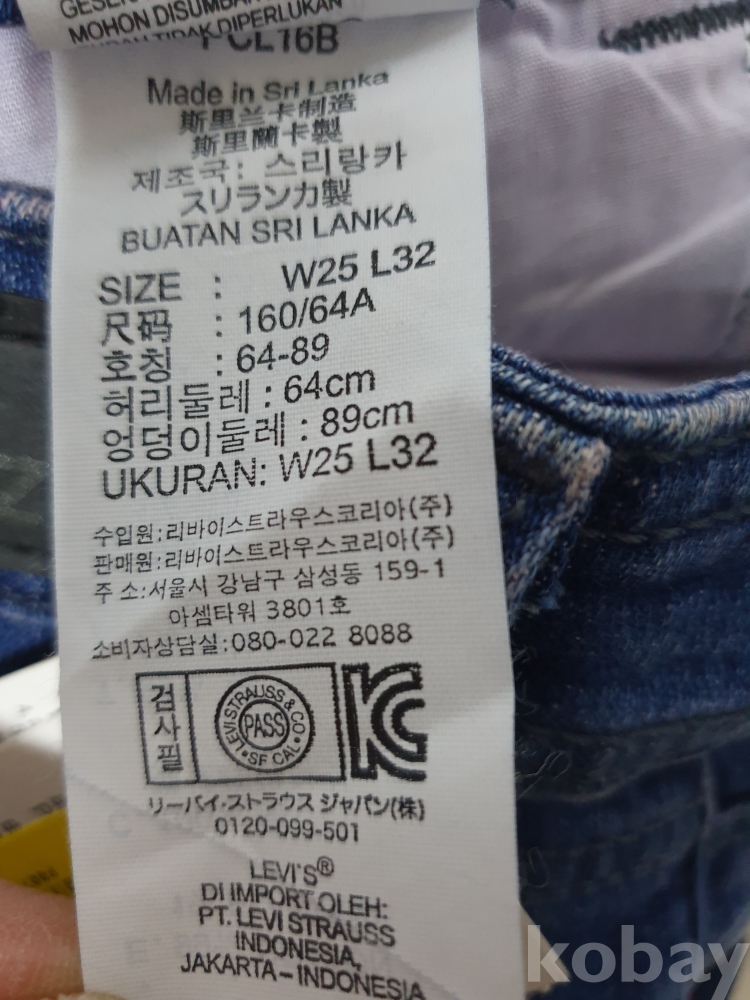 MOHON DISUMBA
TIDAK DIPERLUKAN
CL16B
Made in Sri Lanka
斯里兰卡制造
斯里蘭卡製
제조국: 스리랑카
スリランカ製
BUATAN SRI LANKA
SIZE : W25 L32
尺码 : 160/64A
호칭 : 64-89
허리둘레 : 64cm
엉덩이둘레 : 89cm
UKURAN: W25 L32
수입원:리바이스트라우스코리아(주)
판매원:리바이스트라우스코리아(주)
주 소:서울시 강남구 삼성동 159-1
아셈타워 3801호
소비자상담실:080-022 8088
검사필
LEVI STRAUSS & CO
PASS
SF CAL
KC
リーバイ・ストラウス ジャパン(株)
0120-099-501
LEVI'S®
DI IMPORT OLEH:
PT. LEVI STRAUSS
INDONESIA,
JAKARTA – INDONESIA
kobay